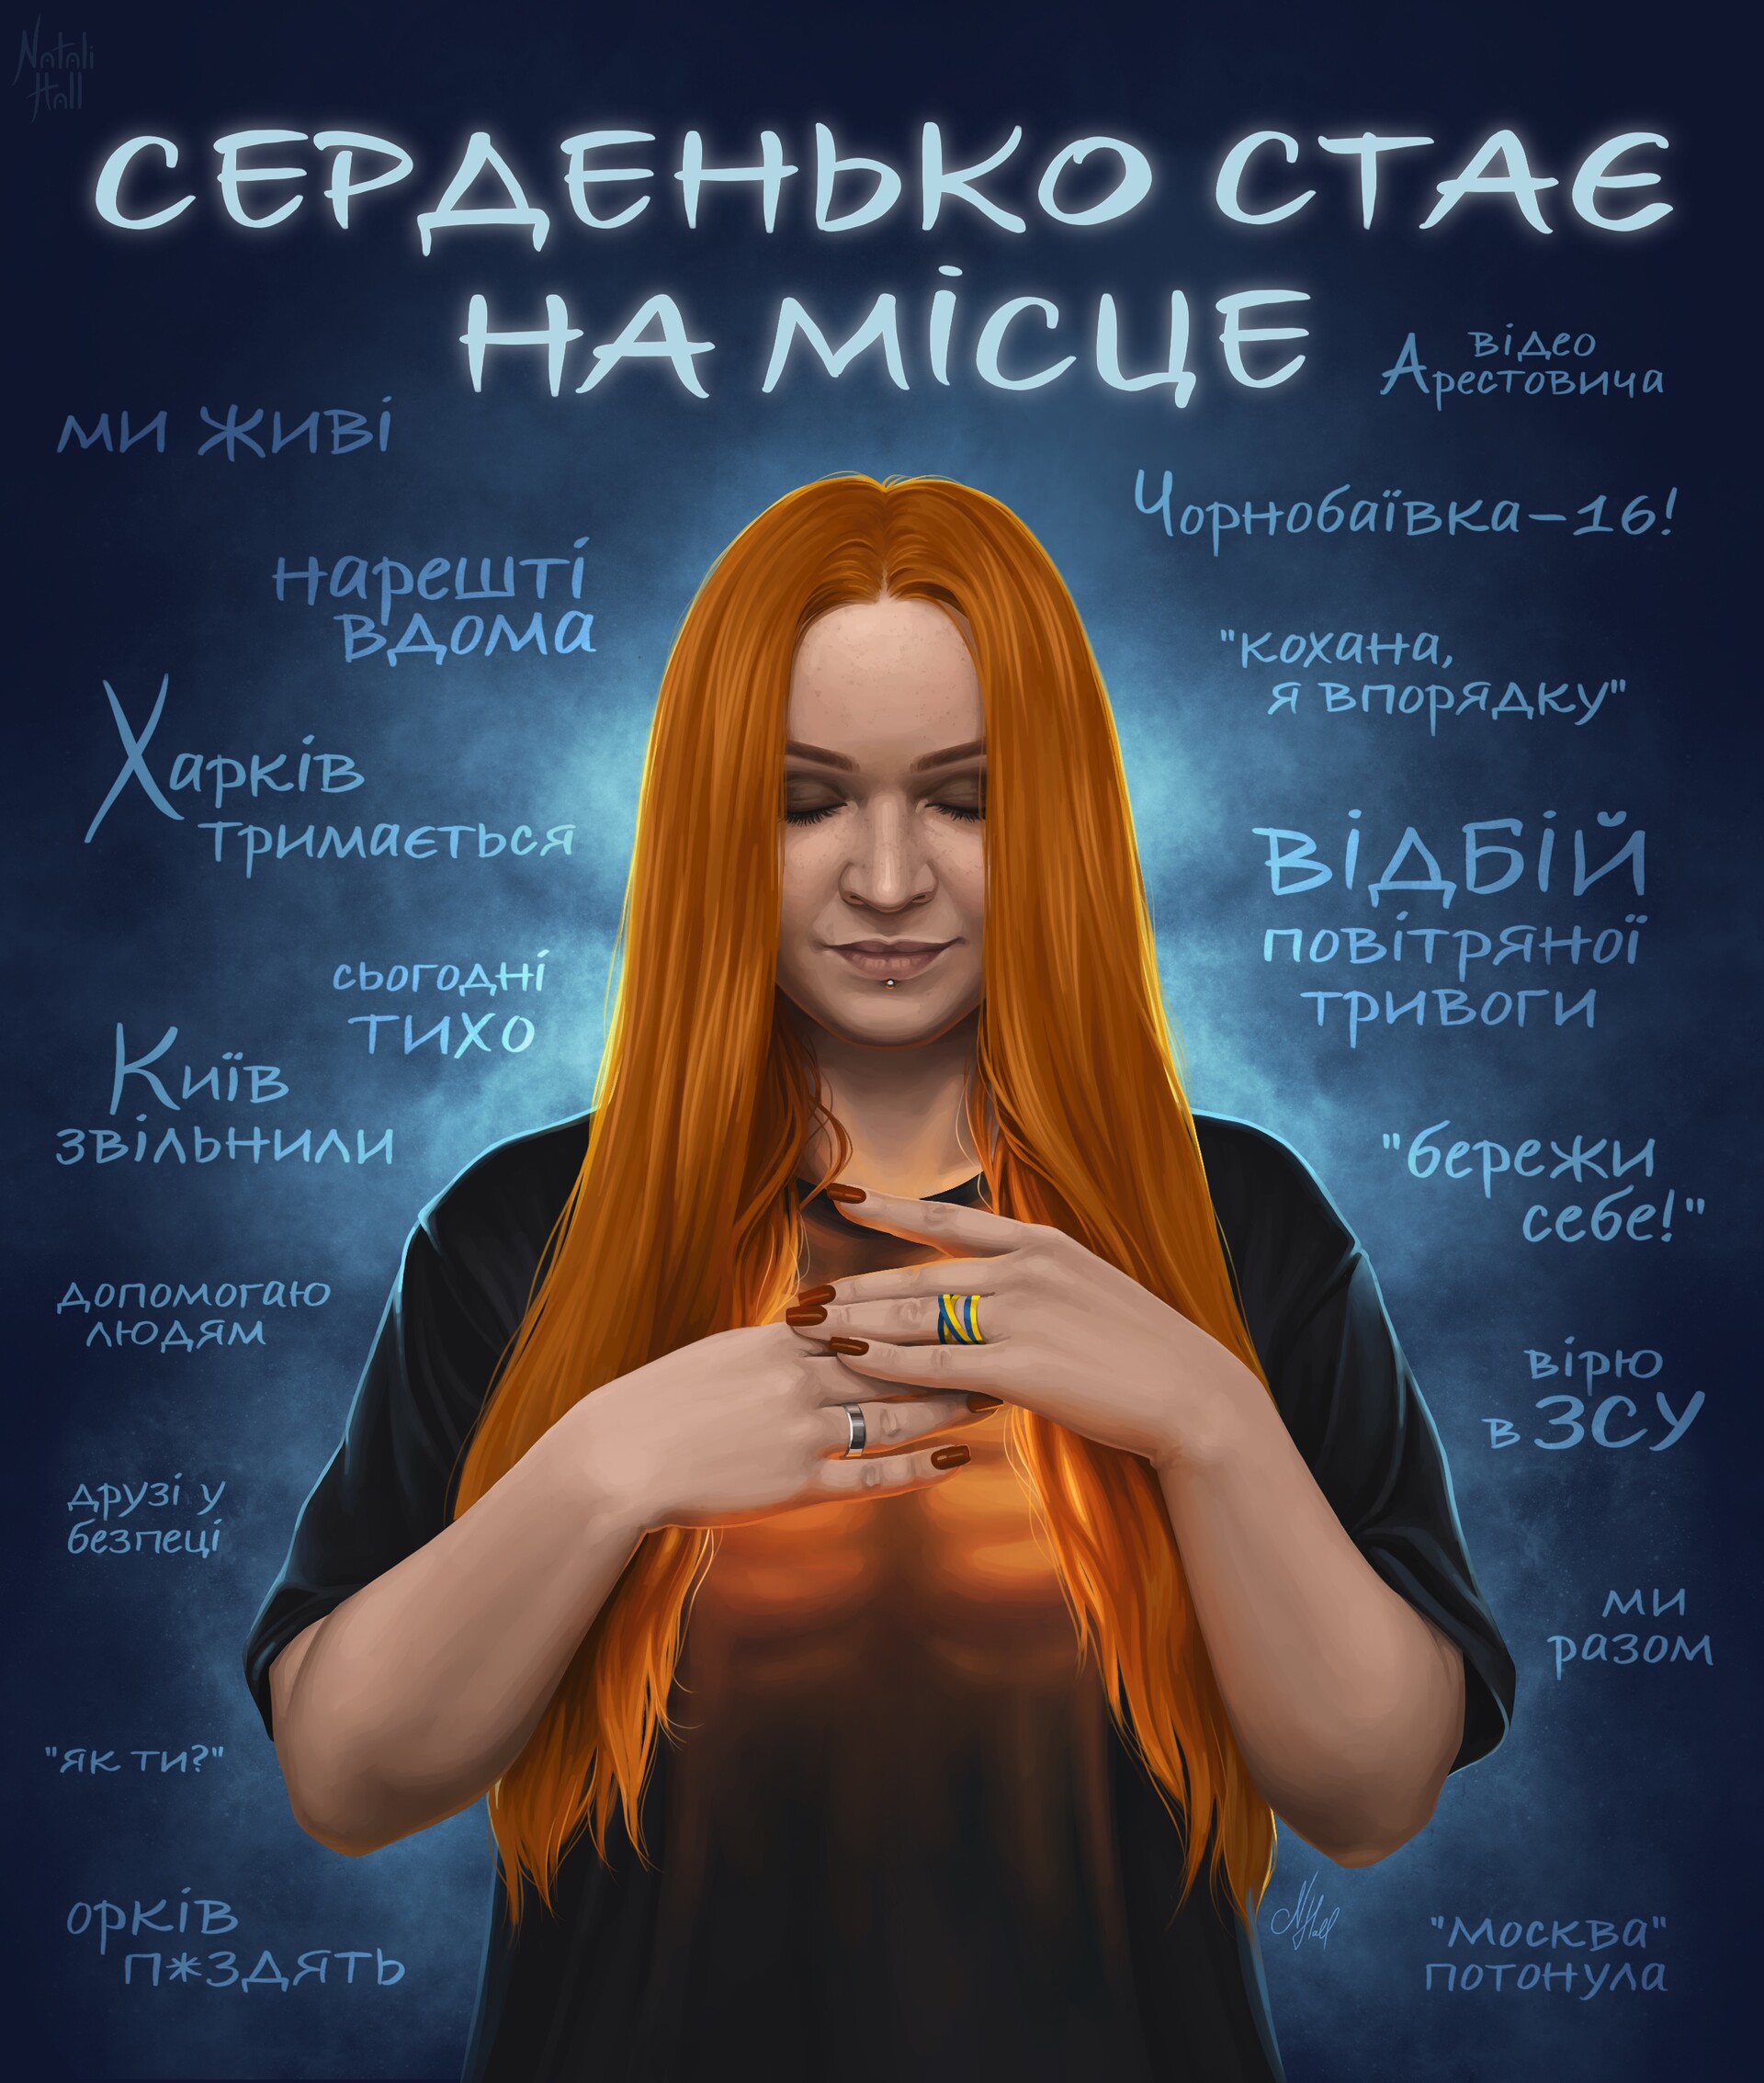 Natali
Hall
СЕРДЕНЬКО СТАЄ
НА МІСЦЕ
відео
Арестовича
ми живі
Чорнобаївка–16!
нарешті
вдома
"кохана,
я впорядку"
Харків
тримається
ВІДБІЙ
повітряної
тривоги
сьогодні
ТИХО
Київ
звільнили
"бережи
себе!"
допомагаю
людям
вірю
в ЗСУ
друзі у
безпеці
ми
разом
"як ти?"
орків
п*здять
NHall
"Москва"
потонула